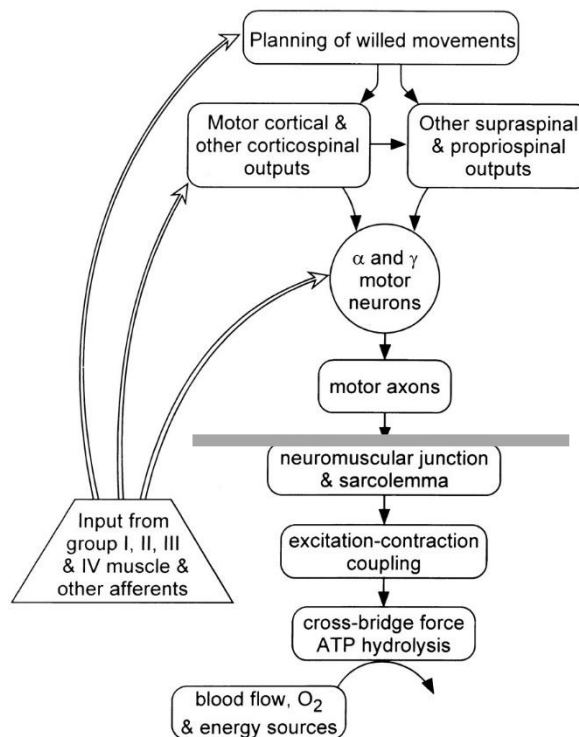 Planning of willed movements
Motor cortical &
other corticospinal
outputs
Other supraspinal
& propriospinal
outputs
α and γ
motor
neurons
motor axons
neuromuscular junction
& sarcolemma
Input from
group I, II, III
& IV muscle &
other afferents
excitation-contraction
coupling
cross-bridge force
ATP hydrolysis
blood flow, O2
& energy sources